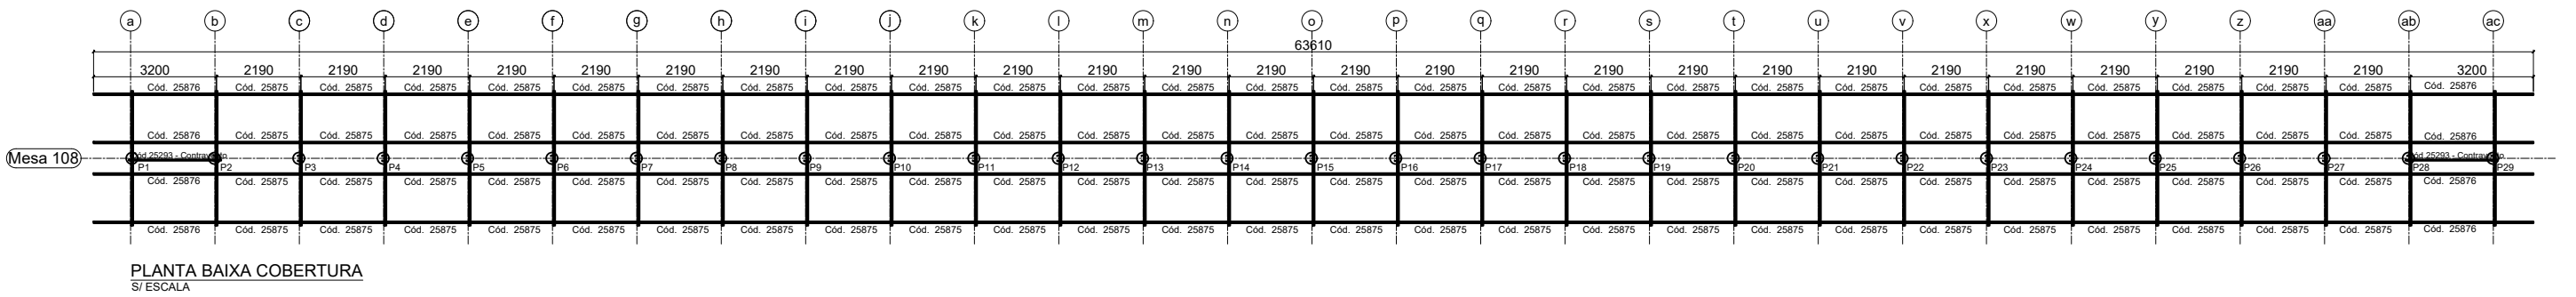 a b c d e f g h i j k l m n o p q r s t u v x w y z aa ab ac
63610
3200 2190 2190 2190 2190 2190 2190 2190 2190 2190 2190 2190 2190 2190 2190 2190 2190 2190 2190 2190 2190 2190 2190 2190 2190 2190 2190 3200
Cód. 25876 Cód. 25875 Cód. 25875 Cód. 25875 Cód. 25875 Cód. 25875 Cód. 25875 Cód. 25875 Cód. 25875 Cód. 25875 Cód. 25875 Cód. 25875 Cód. 25875 Cód. 25875 Cód. 25875 Cód. 25875 Cód. 25875 Cód. 25875 Cód. 25875 Cód. 25875 Cód. 25875 Cód. 25875 Cód. 25875 Cód. 25875 Cód. 25875 Cód. 25875 Cód. 25875 Cód. 25876
Cód. 25876 Cód. 25875 Cód. 25875 Cód. 25875 Cód. 25875 Cód. 25875 Cód. 25875 Cód. 25875 Cód. 25875 Cód. 25875 Cód. 25875 Cód. 25875 Cód. 25875 Cód. 25875 Cód. 25875 Cód. 25875 Cód. 25875 Cód. 25875 Cód. 25875 Cód. 25875 Cód. 25875 Cód. 25875 Cód. 25875 Cód. 25875 Cód. 25875 Cód. 25875 Cód. 25875 Cód. 25876
Mesa 108 Cód 25293 - Contravento Cód 25293 - Contravento
P1 P2 P3 P4 P5 P6 P7 P8 P9 P10 P11 P12 P13 P14 P15 P16 P17 P18 P19 P20 P21 P22 P23 P24 P25 P26 P27 P28 P29
Cód. 25876 Cód. 25875 Cód. 25875 Cód. 25875 Cód. 25875 Cód. 25875 Cód. 25875 Cód. 25875 Cód. 25875 Cód. 25875 Cód. 25875 Cód. 25875 Cód. 25875 Cód. 25875 Cód. 25875 Cód. 25875 Cód. 25875 Cód. 25875 Cód. 25875 Cód. 25875 Cód. 25875 Cód. 25875 Cód. 25875 Cód. 25875 Cód. 25875 Cód. 25875 Cód. 25875 Cód. 25876
Cód. 25876 Cód. 25875 Cód. 25875 Cód. 25875 Cód. 25875 Cód. 25875 Cód. 25875 Cód. 25875 Cód. 25875 Cód. 25875 Cód. 25875 Cód. 25875 Cód. 25875 Cód. 25875 Cód. 25875 Cód. 25875 Cód. 25875 Cód. 25875 Cód. 25875 Cód. 25875 Cód. 25875 Cód. 25875 Cód. 25875 Cód. 25875 Cód. 25875 Cód. 25875 Cód. 25875 Cód. 25876
PLANTA BAIXA COBERTURA
S/ ESCALA